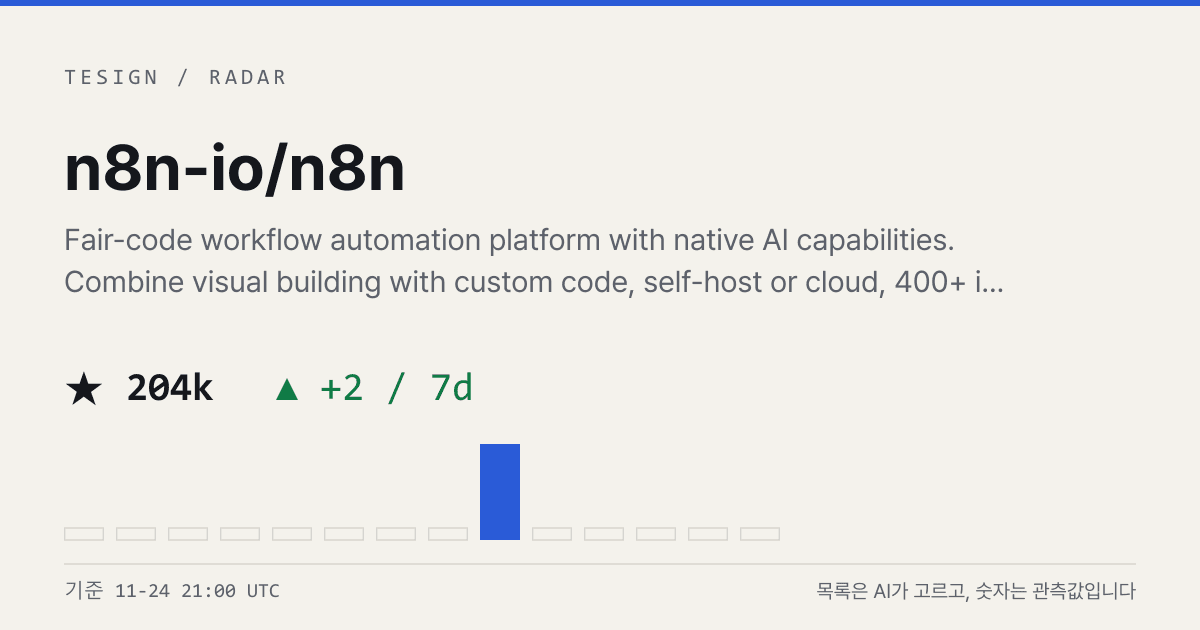 TESIGN / RADAR
n8n-io/n8n
Fair-code workflow automation platform with native AI capabilities.
Combine visual building with custom code, self-host or cloud, 400+ i...
★ 204k ▲ +2 / 7d
기준 11-24 21:00 UTC
목록은 AI가 고르고, 숫자는 관측값입니다